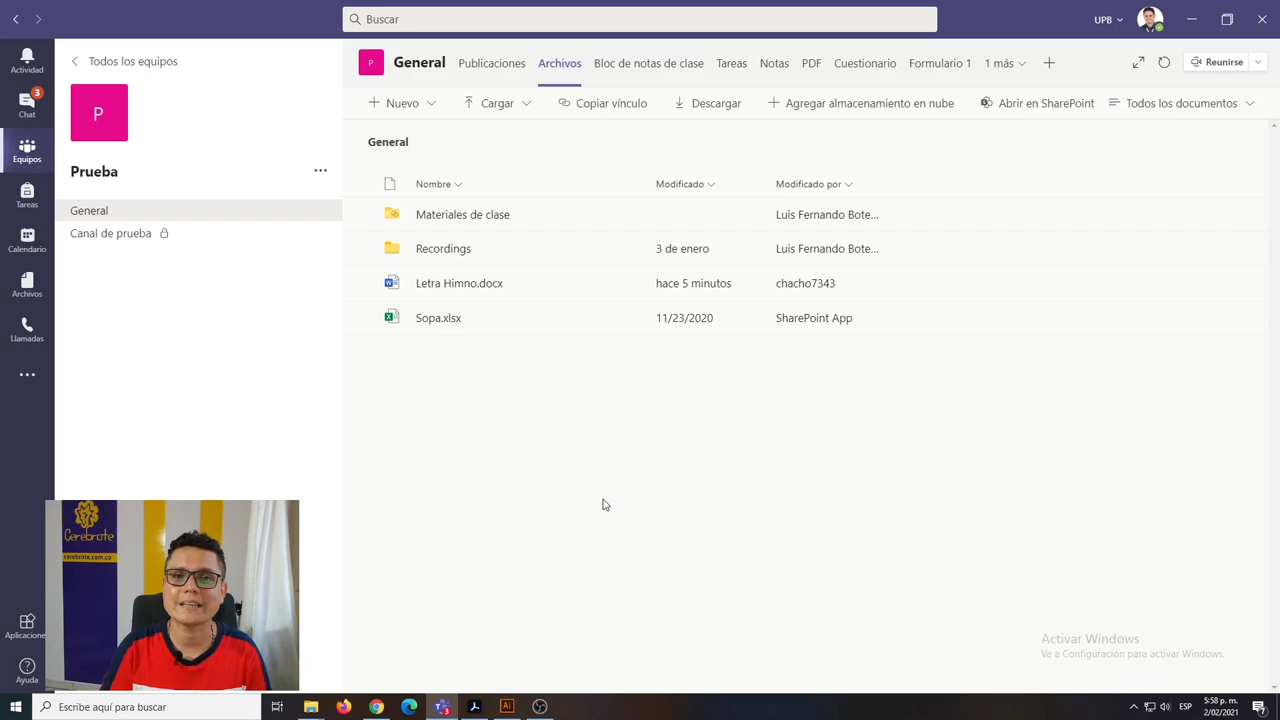 Buscar
UPB
Actividad
Chat
3
Equipos
Tareas
Calendario
Archivos
Llamadas
Aplicaciones
Ayuda
Todos los equipos
P
Prueba
General
Canal de prueba
P
General
Publicaciones
Archivos
Bloc de notas de clase
Tareas
Notas
PDF
Cuestionario
Formulario 1
1 más
Reunirse
Nuevo
Cargar
Copiar vínculo
Descargar
Agregar almacenamiento en nube
Abrir en SharePoint
Todos los documentos
General
Nombre Modificado Modificado por
Materiales de clase Luis Fernando Bote...
Recordings 3 de enero Luis Fernando Bote...
Letra Himno.docx hace 5 minutos chacho7343
Sopa.xlsx 11/23/2020 SharePoint App
Cerebrote
cerebrote.com.co
Activar Windows
Ve a Configuración para activar Windows.
Escribe aquí para buscar
ESP
5:58 p. m.
2/02/2021